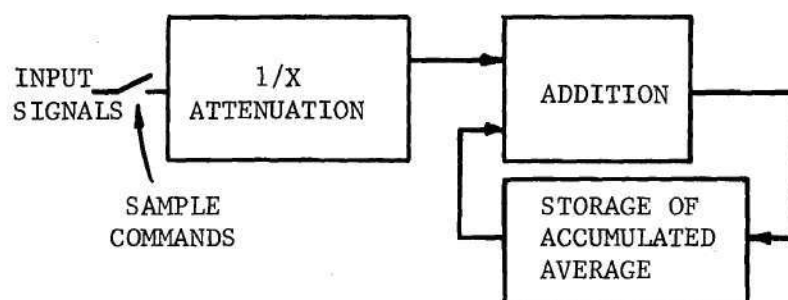 INPUT
SIGNALS
1/X
ATTENUATION
ADDITION
SAMPLE
COMMANDS
STORAGE OF
ACCUMULATED
AVERAGE